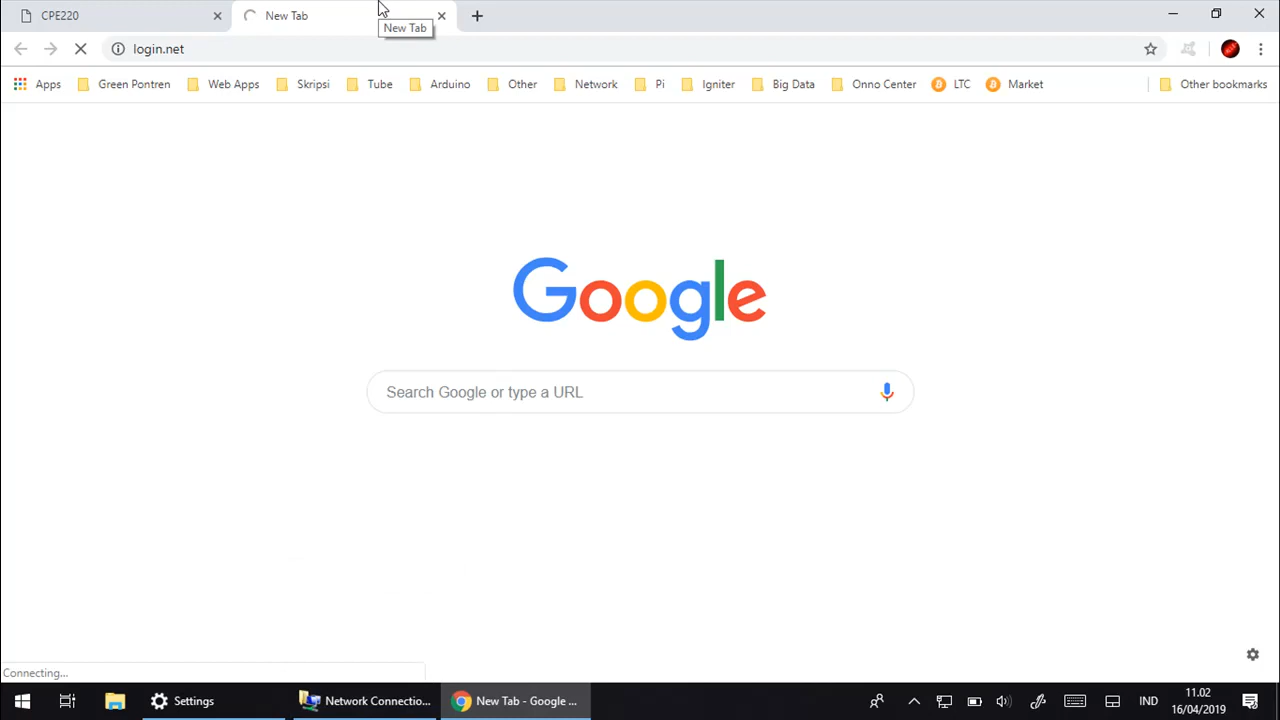 CPE220
New Tab
New Tab
login.net
Apps Green Pontren Web Apps Skripsi Tube Arduino Other Network Pi Igniter Big Data Onno Center LTC Market Other bookmarks
Google
Search Google or type a URL
Connecting...
Settings Network Connectio... New Tab - Google ... IND 11.02
16/04/2019